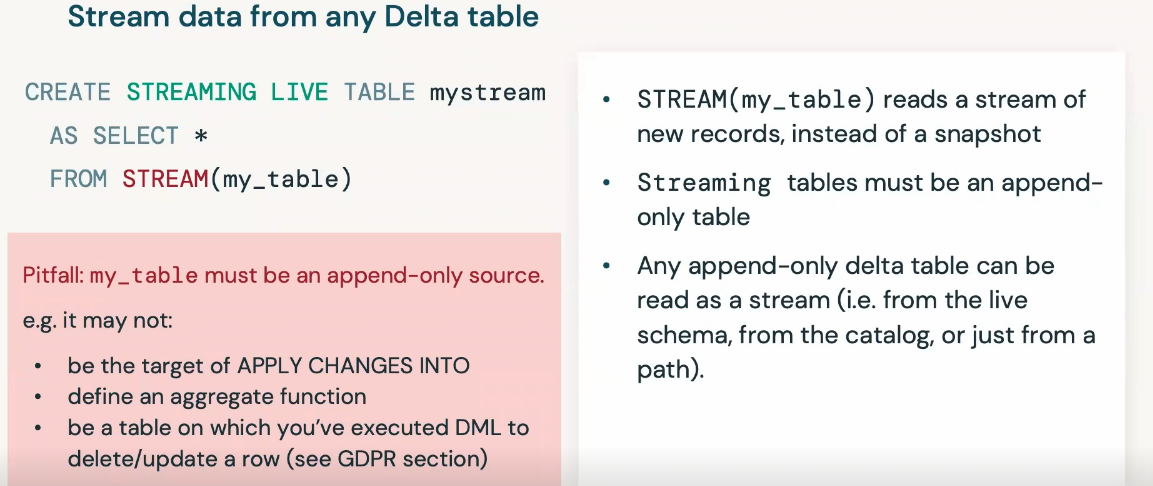 Stream data from any Delta table
CREATE STREAMING LIVE TABLE mystream
AS SELECT *
FROM STREAM(my_table)
Pitfall: my_table must be an append-only source.
e.g. it may not:
• be the target of APPLY CHANGES INTO
• define an aggregate function
• be a table on which you've executed DML to
delete/update a row (see GDPR section)
• STREAM(my_table) reads a stream of
new records, instead of a snapshot
• Streaming tables must be an append-
only table
• Any append-only delta table can be
read as a stream (i.e. from the live
schema, from the catalog, or just from a
path).